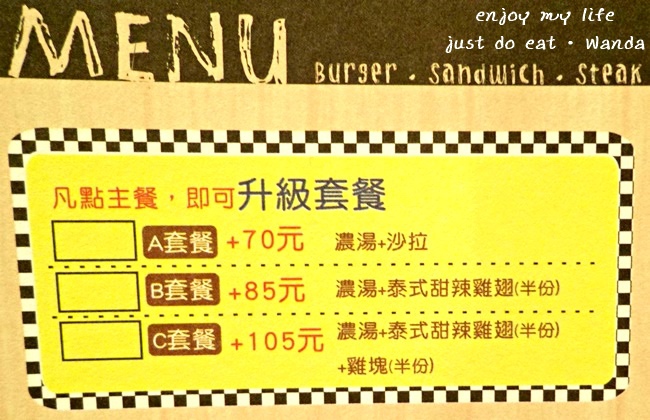 MENU
enjoy my life
just do eat · Wanda
Burger · Sandwich · Steak
凡點主餐，即可升級套餐
A套餐 +70元 濃湯+沙拉
B套餐 +85元 濃湯+泰式甜辣雞翅(半份)
C套餐 +105元 濃湯+泰式甜辣雞翅(半份)
+雞塊(半份)